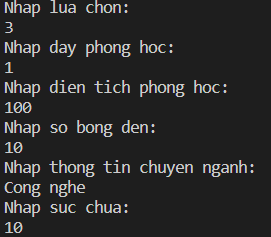 Nhap lua chon:
3
Nhap day phong hoc:
1
Nhap dien tich phong hoc:
100
Nhap so bong den:
10
Nhap thong tin chuyen nganh:
Cong nghe
Nhap suc chua:
10